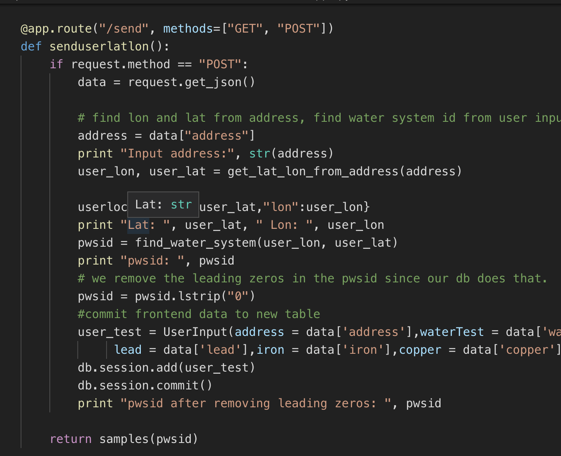 @app.route("/send", methods=["GET", "POST"])
def senduserlatlon():
if request.method == "POST":
data = request.get_json()
# find lon and lat from address, find water system id from user
address = data["address"]
print "Input address:", str(address)
user_lon, user_lat = get_lat_lon_from_address(address)
Lat: str
userloc user_lat,"lon":user_lon}
print "Lat: ", user_lat, " Lon: ", user_lon
pwsid = find_water_system(user_lon, user_lat)
print "pwsid: ", pwsid
# we remove the leading zeros in the pwsid since our db does that.
pwsid = pwsid.lstrip("0")
#commit frontend data to new table
user_test = UserInput(address = data['address'],waterTest = data['wa
lead = data['lead'],iron = data['iron'],copper = data['copper']
db.session.add(user_test)
db.session.commit()
print "pwsid after removing leading zeros: ", pwsid
return samples(pwsid)